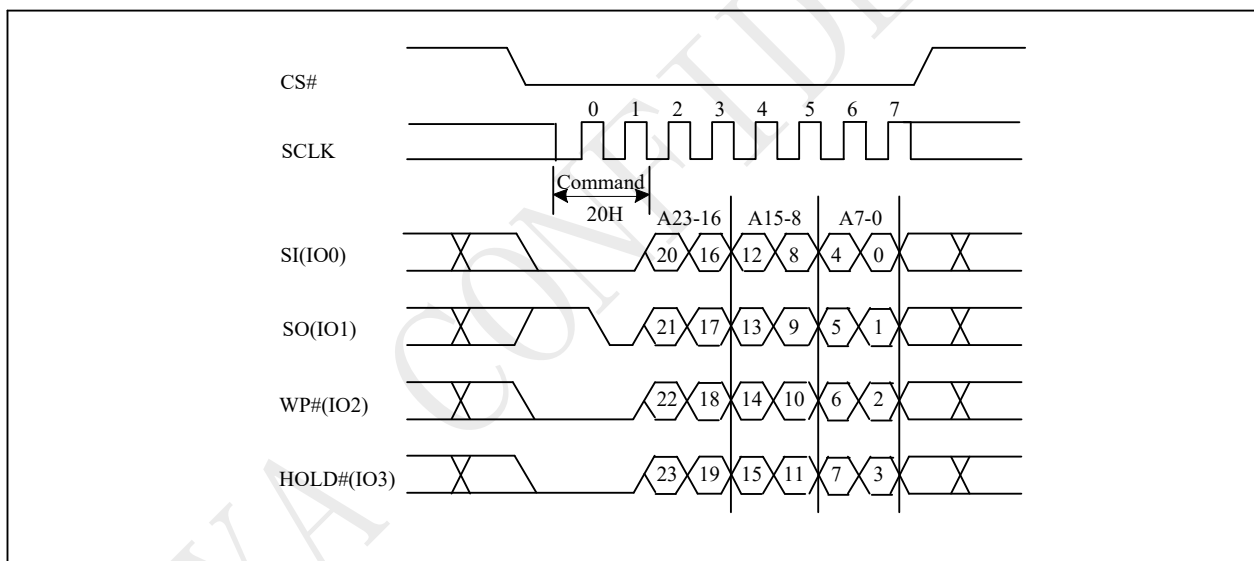 CS#
0 1 2 3 4 5 6 7
SCLK
Command
20H
A23-16 A15-8 A7-0
SI(IO0)
20 16 12 8 4 0
SO(IO1)
21 17 13 9 5 1
WP#(IO2)
22 18 14 10 6 2
HOLD#(IO3)
23 19 15 11 7 3
VA CONFID